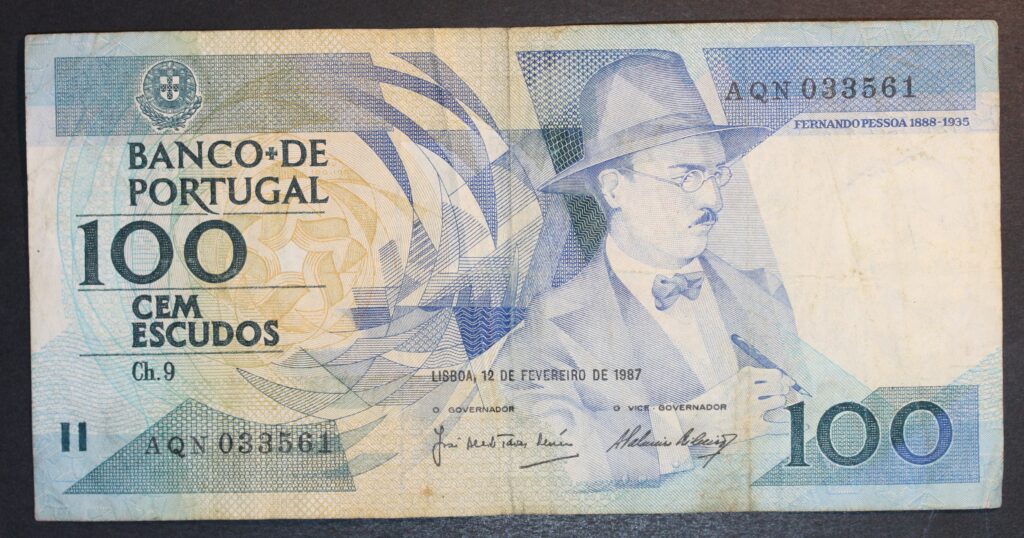 AQN 033561
FERNANDO PESSOA 1888-1935
BANCO DE
PORTUGAL
100
CEM
ESCUDOS
Ch. 9
LISBOA, 12 DE FEVEREIRO DE 1987
O GOVERNADOR
O VICE-GOVERNADOR
AQN 033561
100